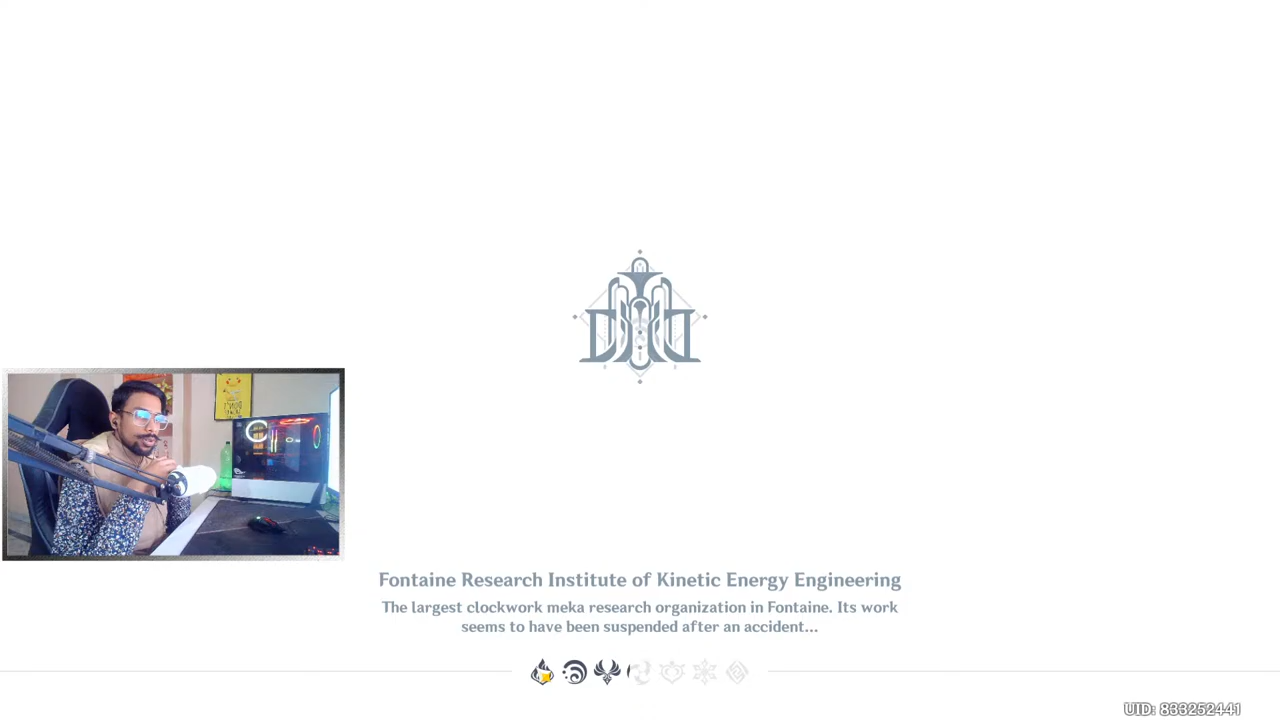 Fontaine Research Institute of Kinetic Energy Engineering
The largest clockwork meka research organization in Fontaine. Its work
seems to have been suspended after an accident...
UID: 833252441